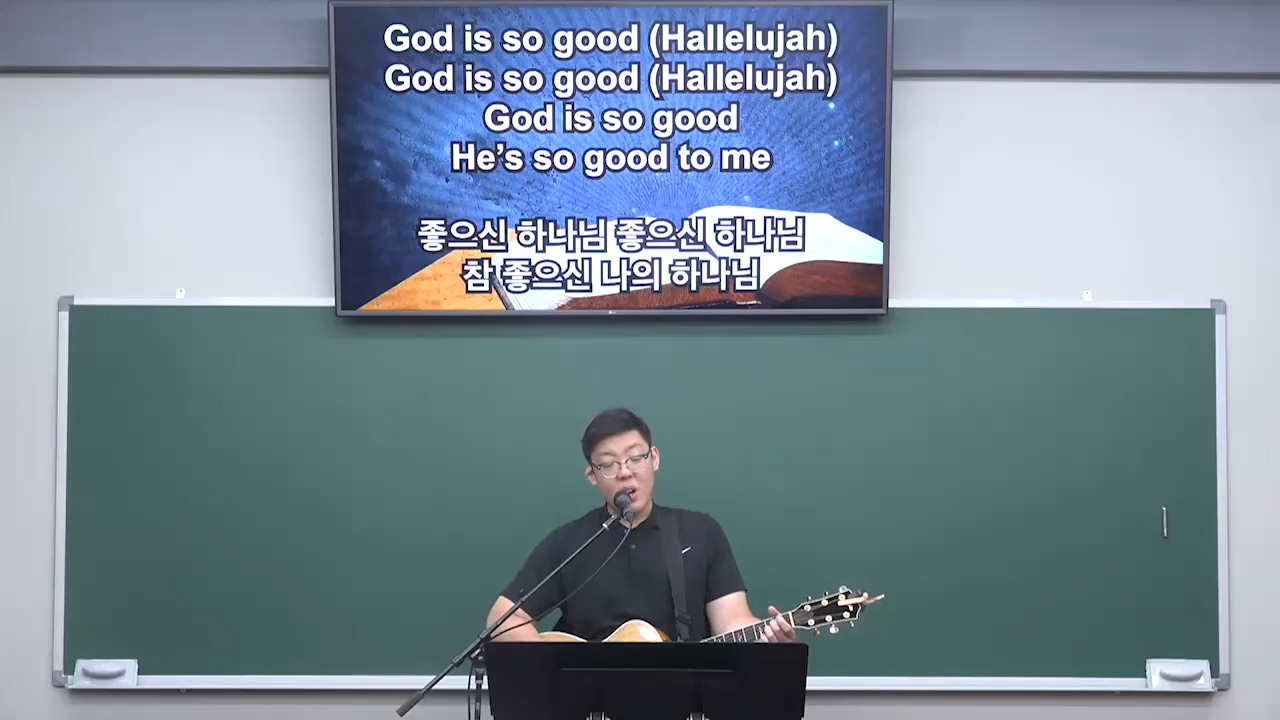 God is so good (Hallelujah)
God is so good (Hallelujah)
God is so good
He's so good to me
좋으신 하나님 좋으신 하나님
참 좋으신 나의 하나님